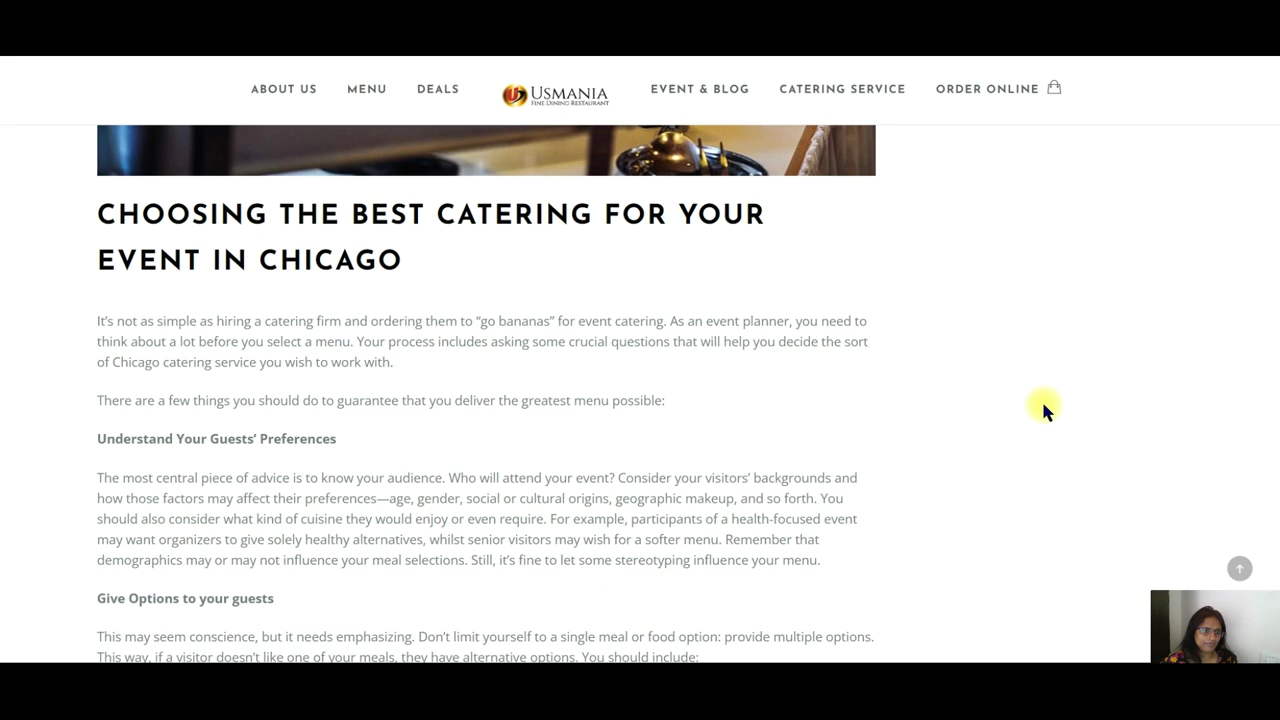 ABOUT US MENU DEALS USMANIA EVENT & BLOG CATERING SERVICE ORDER ONLINE
FINE DINING RESTAURANT
CHOOSING THE BEST CATERING FOR YOUR
EVENT IN CHICAGO
It’s not as simple as hiring a catering firm and ordering them to “go bananas” for event catering. As an event planner, you need to
think about a lot before you select a menu. Your process includes asking some crucial questions that will help you decide the sort
of Chicago catering service you wish to work with.
There are a few things you should do to guarantee that you deliver the greatest menu possible:
Understand Your Guests’ Preferences
The most central piece of advice is to know your audience. Who will attend your event? Consider your visitors’ backgrounds and
how those factors may affect their preferences—age, gender, social or cultural origins, geographic makeup, and so forth. You
should also consider what kind of cuisine they would enjoy or even require. For example, participants of a health-focused event
may want organizers to give solely healthy alternatives, whilst senior visitors may wish for a softer menu. Remember that
demographics may or may not influence your meal selections. Still, it’s fine to let some stereotyping influence your menu.
Give Options to your guests
This may seem conscience, but it needs emphasizing. Don’t limit yourself to a single meal or food option: provide multiple options.
This way, if a visitor doesn’t like one of your meals, they have alternative options. You should include: